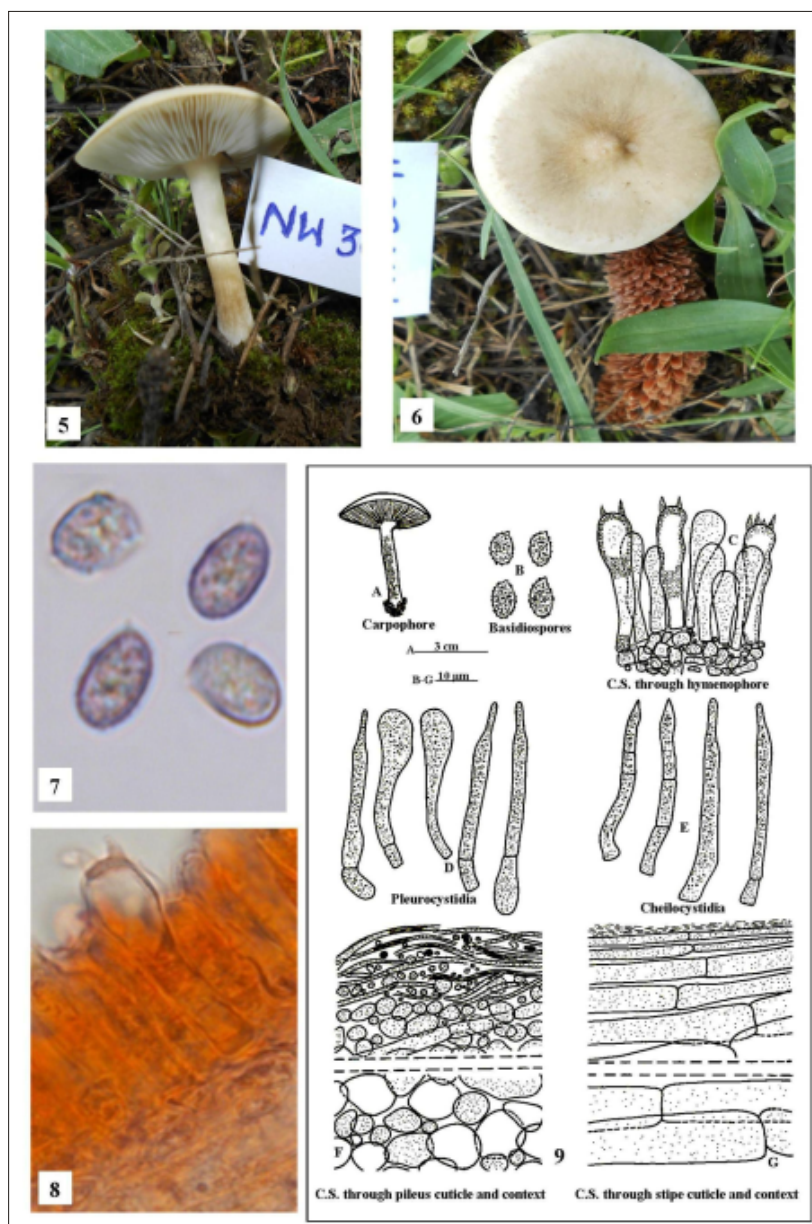 NW 3
5
6
7
8
A
Carpophore
B
Basidiospores
C
C.S. through hymenophore
A 3 cm
B-G 10 µm
D
Pleurocystidia
E
Cheilocystidia
F
9
G
C.S. through pileus cuticle and context
C.S. through stipe cuticle and context